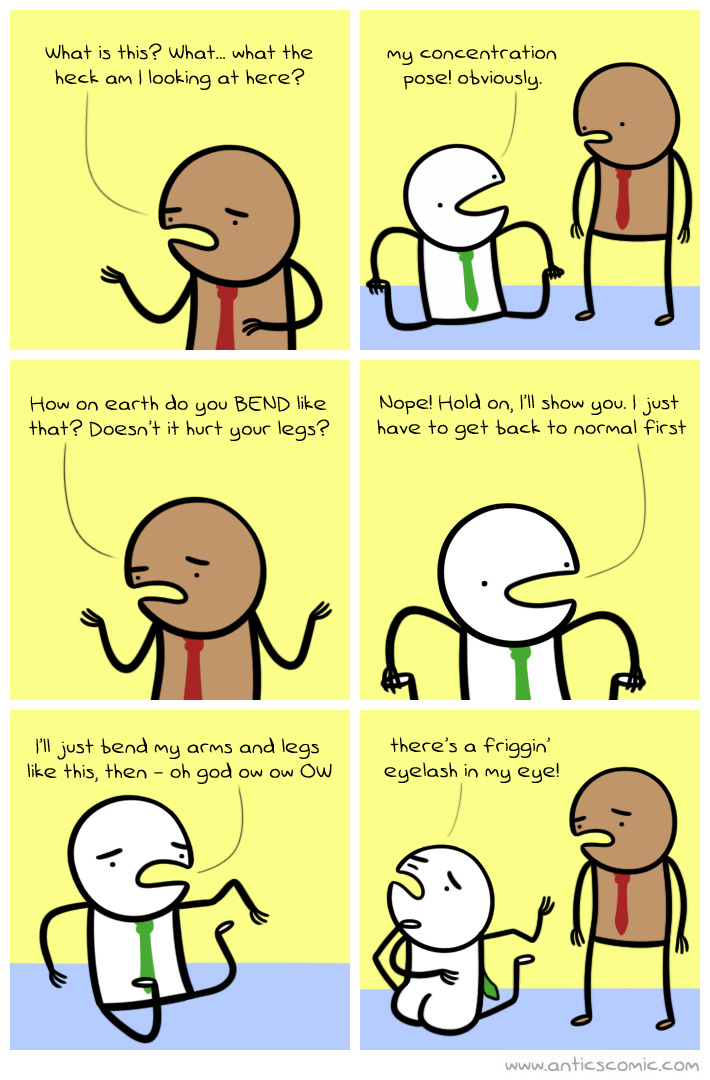 What is this? What... what the
heck am I looking at here?
my concentration
pose! obviously.
How on earth do you BEND like
that? Doesn't it hurt your legs?
Nope! Hold on, I'll show you. I just
have to get back to normal first
I'll just bend my arms and legs
like this, then - oh god ow ow OW
there's a friggin'
eyelash in my eye!
www.anticscomic.com